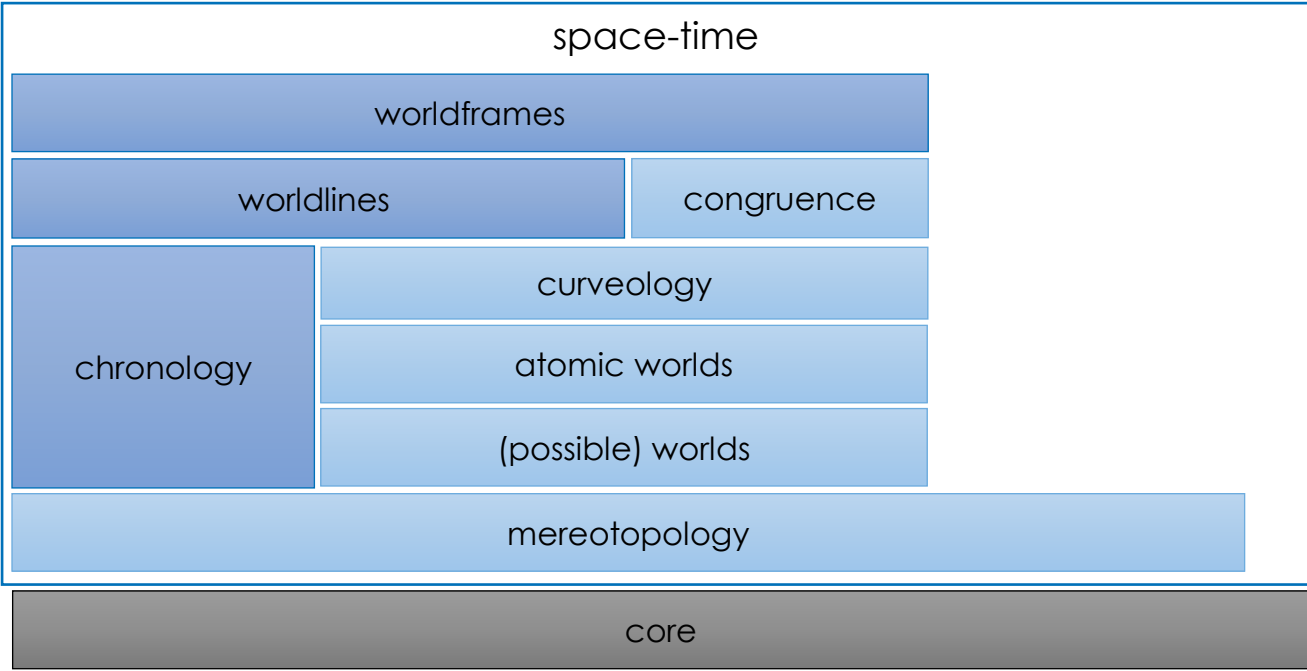 space-time
worldframes
worldlines
congruence
curveology
chronology
atomic worlds
(possible) worlds
mereotopology
core